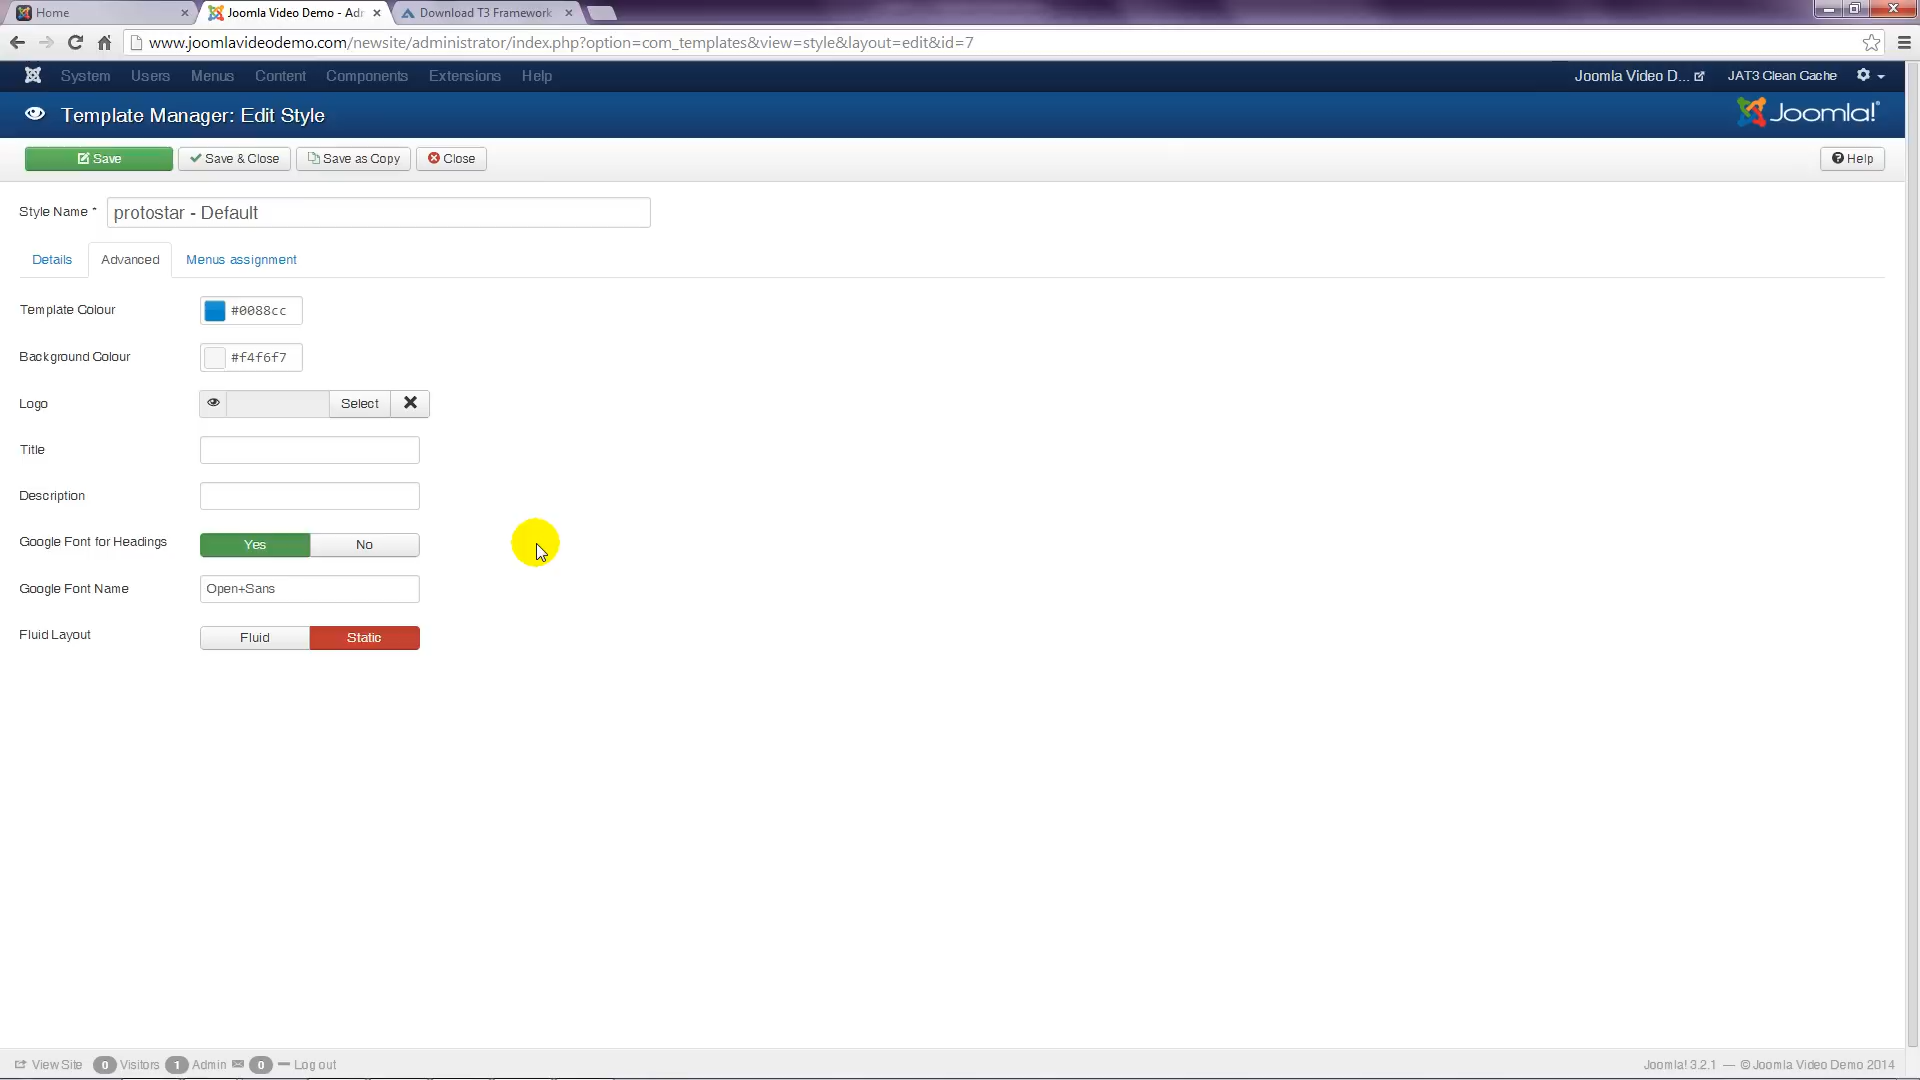 Home
Joomla Video Demo - Adr
Download T3 Framework
www.joomlavideodemo.com/newsite/administrator/index.php?option=com_templates&view=style&layout=edit&id=7
System Users Menus Content Components Extensions Help
Joomla Video D... JAT3 Clean Cache
Template Manager: Edit Style
Joomla!
Save Save & Close Save as Copy Close Help
Style Name * protostar - Default
Details Advanced Menus assignment
Template Colour #0088cc
Background Colour #f4f6f7
Logo Select
Title
Description
Google Font for Headings Yes No
Google Font Name Open+Sans
Fluid Layout Fluid Static
View Site 0 Visitors 1 Admin 0 Log out
Joomla! 3.2.1 — © Joomla Video Demo 2014